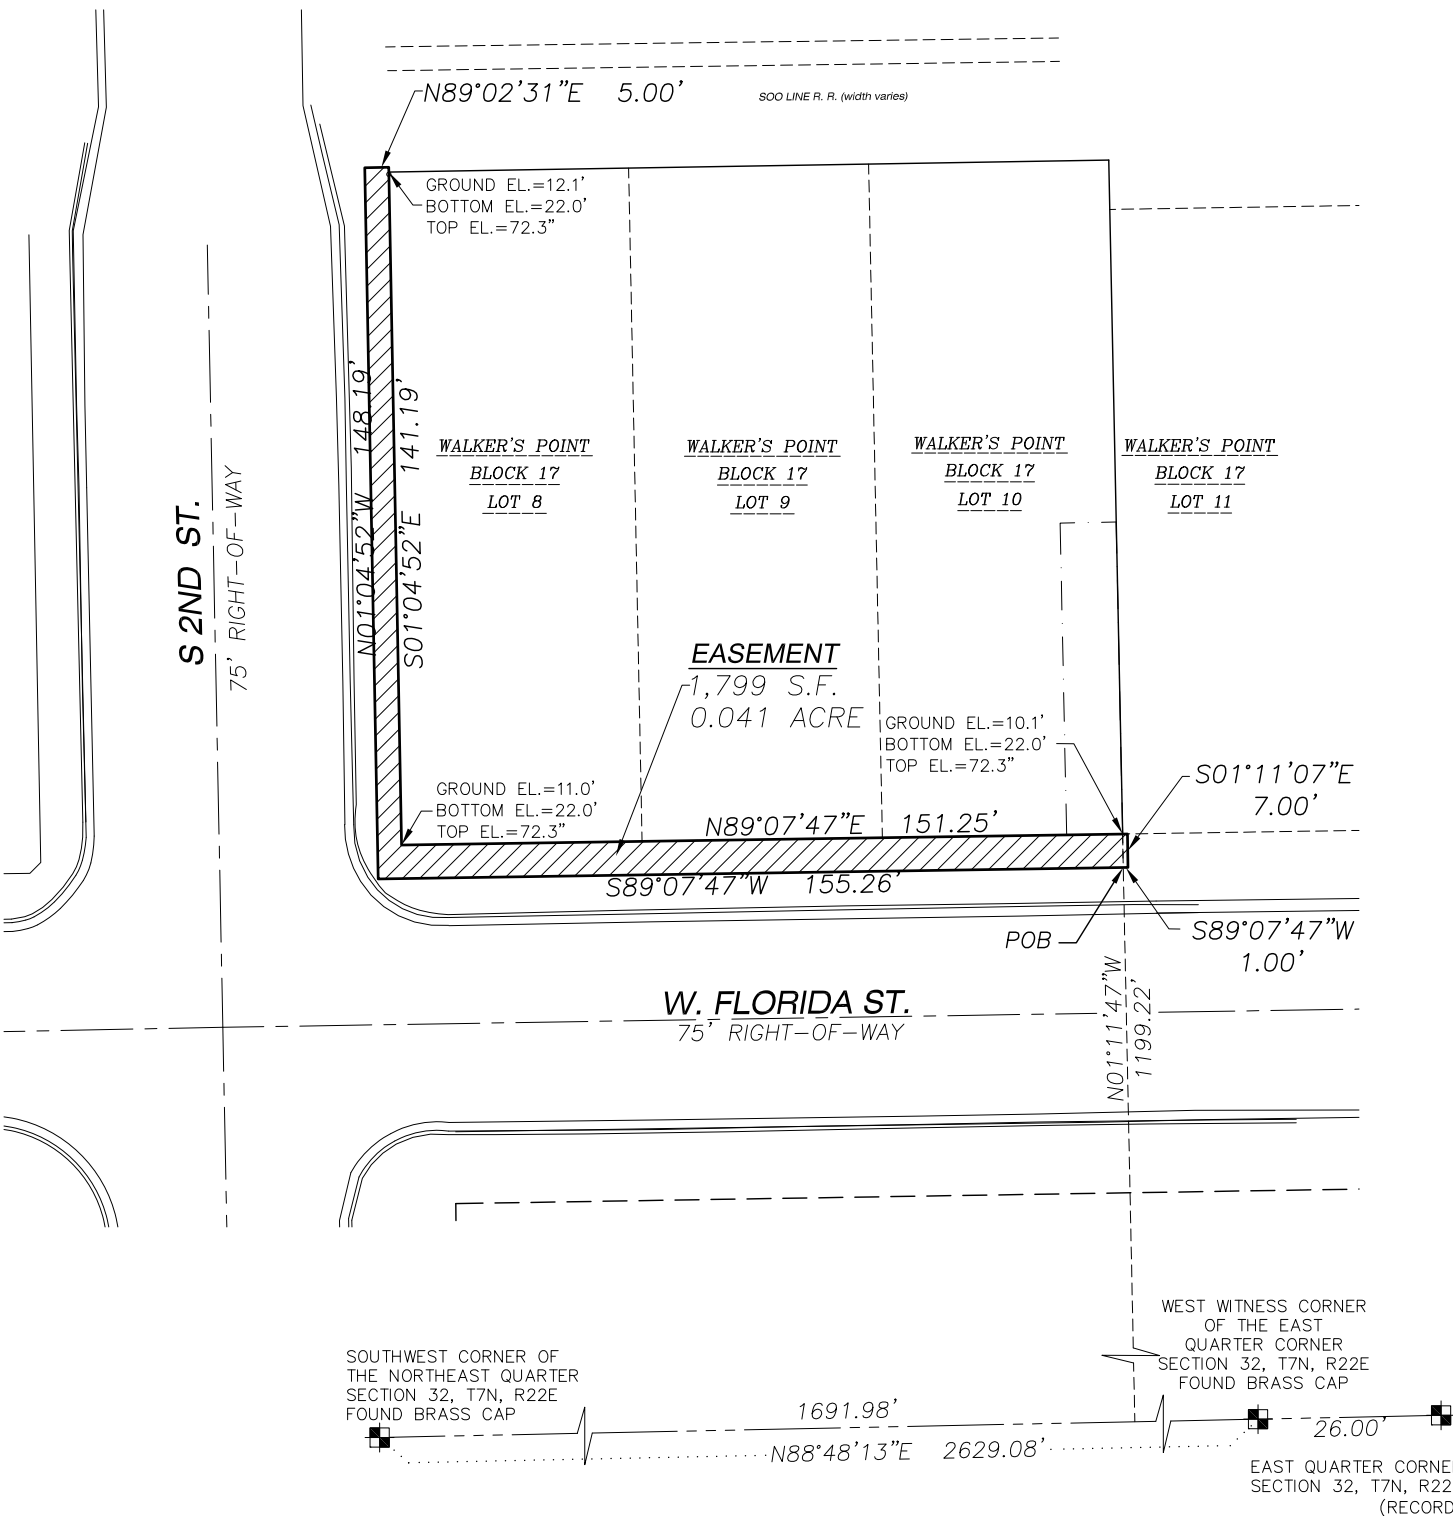 N89°02'31"E 5.00'
SOO LINE R. R. (width varies)
GROUND EL.=12.1'
BOTTOM EL.=22.0'
TOP EL.=72.3"
N01°04'52"W 148.19'
S01°04'52"E 141.19'
WALKER'S POINT
BLOCK 17
LOT 8
WALKER'S POINT
BLOCK 17
LOT 9
WALKER'S POINT
BLOCK 17
LOT 10
WALKER'S POINT
BLOCK 17
LOT 11
S 2ND ST.
75' RIGHT-OF-WAY
EASEMENT
1,799 S.F.
0.041 ACRE
GROUND EL.=10.1'
BOTTOM EL.=22.0'
TOP EL.=72.3"
GROUND EL.=11.0'
BOTTOM EL.=22.0'
TOP EL.=72.3"
S01°11'07"E
7.00'
N89°07'47"E 151.25'
S89°07'47"W 155.26'
POB
S89°07'47"W
1.00'
W. FLORIDA ST.
75' RIGHT-OF-WAY
N01°11'47"W
1199.22'
WEST WITNESS CORNER
OF THE EAST
QUARTER CORNER
SECTION 32, T7N, R22E
FOUND BRASS CAP
SOUTHWEST CORNER OF
THE NORTHEAST QUARTER
SECTION 32, T7N, R22E
FOUND BRASS CAP
1691.98'
N88°48'13"E 2629.08'
26.00'
EAST QUARTER CORNE
SECTION 32, T7N, R22
(RECORD